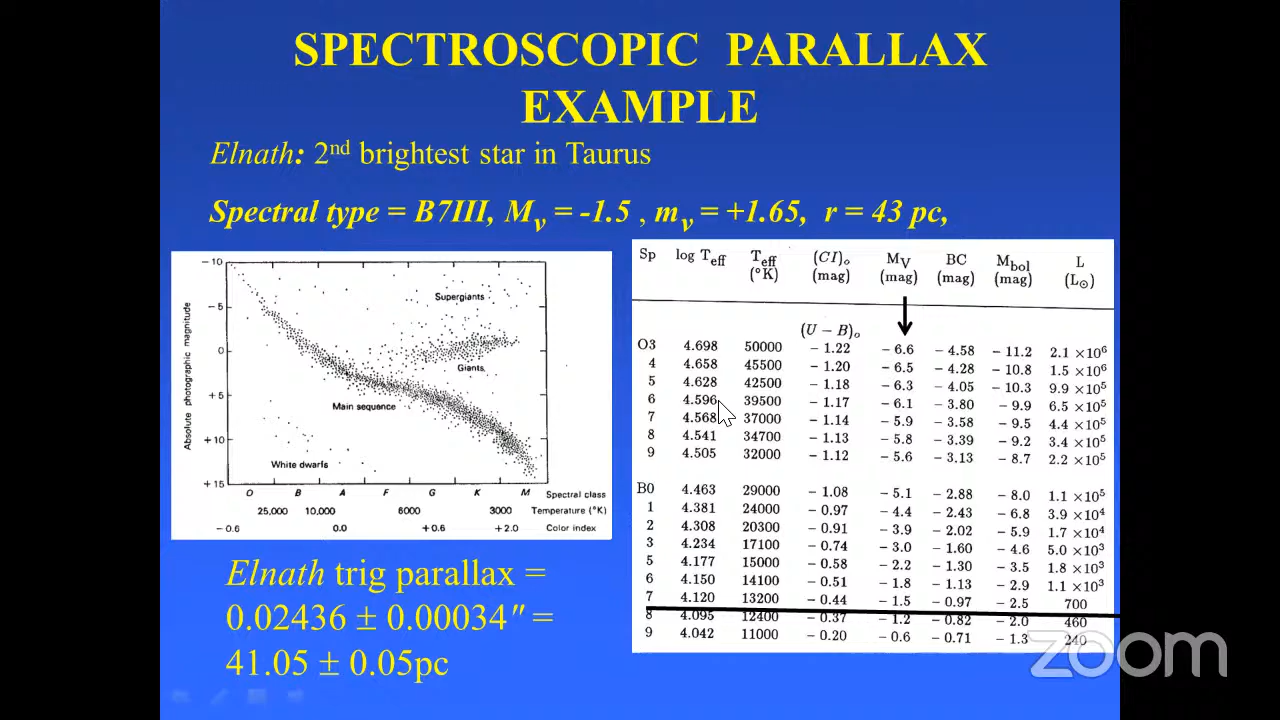 SPECTROSCOPIC PARALLAX
EXAMPLE
Elnath: 2nd brightest star in Taurus
Spectral type = B7III, Mv = -1.5 , mv = +1.65, r = 43 pc,
Absolute photographic magnitude
−10
−5
0
+5
+10
+15
Supergiants
Giants
Main sequence
White dwarfs
O B A F G K M Spectral class
25,000 10,000 6000 3000 Temperature (°K)
−0.6 0.0 +0.6 +2.0 Color index
Sp log Teff Teff (CI)o MV BC Mbol L
(°K) (mag) (mag) (mag) (mag) (L⊙)
(U − B)o
O3 4.698 50000 − 1.22 − 6.6 − 4.58 − 11.2 2.1 ×10⁶
4 4.658 45500 − 1.20 − 6.5 − 4.28 − 10.8 1.5 ×10⁶
5 4.628 42500 − 1.18 − 6.3 − 4.05 − 10.3 9.9 ×10⁵
6 4.596 39500 − 1.17 − 6.1 − 3.80 − 9.9 6.5 ×10⁵
7 4.568 37000 − 1.14 − 5.9 − 3.58 − 9.5 4.4 ×10⁵
8 4.541 34700 − 1.13 − 5.8 − 3.39 − 9.2 3.4 ×10⁵
9 4.505 32000 − 1.12 − 5.6 − 3.13 − 8.7 2.2 ×10⁵
B0 4.463 29000 − 1.08 − 5.1 − 2.88 − 8.0 1.1 ×10⁵
1 4.381 24000 − 0.97 − 4.4 − 2.43 − 6.8 3.9 ×10⁴
2 4.308 20300 − 0.91 − 3.9 − 2.02 − 5.9 1.7 ×10⁴
3 4.234 17100 − 0.74 − 3.0 − 1.60 − 4.6 5.0 ×10³
5 4.177 15000 − 0.58 − 2.2 − 1.30 − 3.5 1.8 ×10³
6 4.150 14100 − 0.51 − 1.8 − 1.13 − 2.9 1.1 ×10³
7 4.120 13200 − 0.44 − 1.5 − 0.97 − 2.5 700
8 4.095 12400 − 0.37 − 1.2 − 0.82 − 2.0 460
9 4.042 11000 − 0.20 − 0.6 − 0.71 − 1.3 240
Elnath trig parallax =
0.02436 ± 0.00034″ =
41.05 ± 0.05pc
zoom